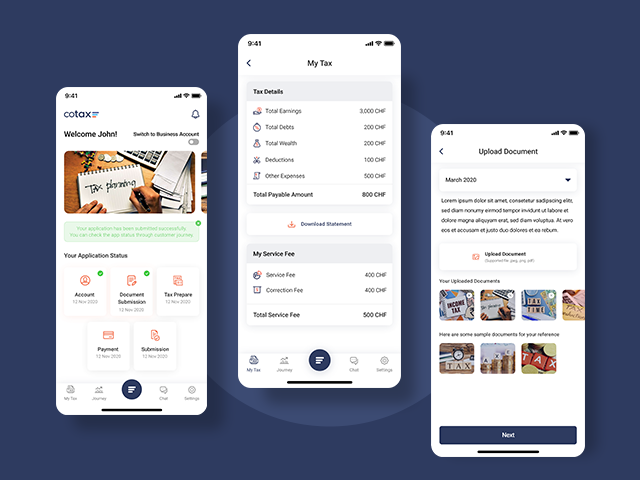 9:41
cotax
Welcome John!
Switch to Business Account
Tax planning
Your application has been submitted successfully.
You can check the app status through customer journey
Your Application Status
Account
12 Nov 2020
Document
Submission
12 Nov 2020
Tax Prepare
12 Nov 2020
Payment
12 Nov 2020
Submission
12 Nov 2020
My Tax
Journey
Chat
Settings
9:41
My Tax
Tax Details
Total Earnings 3,000 CHF
Total Debts 200 CHF
Total Wealth 200 CHF
Deductions 100 CHF
Other Expenses 500 CHF
Total Payable Amount 800 CHF
Download Statement
My Service Fee
Service Fee 400 CHF
Correction Fee 400 CHF
Total Service Fee 500 CHF
My Tax
Journey
Chat
Settings
9:41
Upload Document
March 2020
Lorem ipsum dolor sit amet, consetetur sadipscing elitr,
sed diam nonumy eirmod tempor invidunt ut labore et
dolore magna aliquyam erat, sed diam voluptua. At vero
eos et accusam et justo duo dolores et ea rebum.
Upload Document
(Supported file, jpeg, png, pdf)
Your Uploaded Documents
INCOME
TAX
TAX
TIME
Here are some sample documents for your reference
TAX
TAX
Next